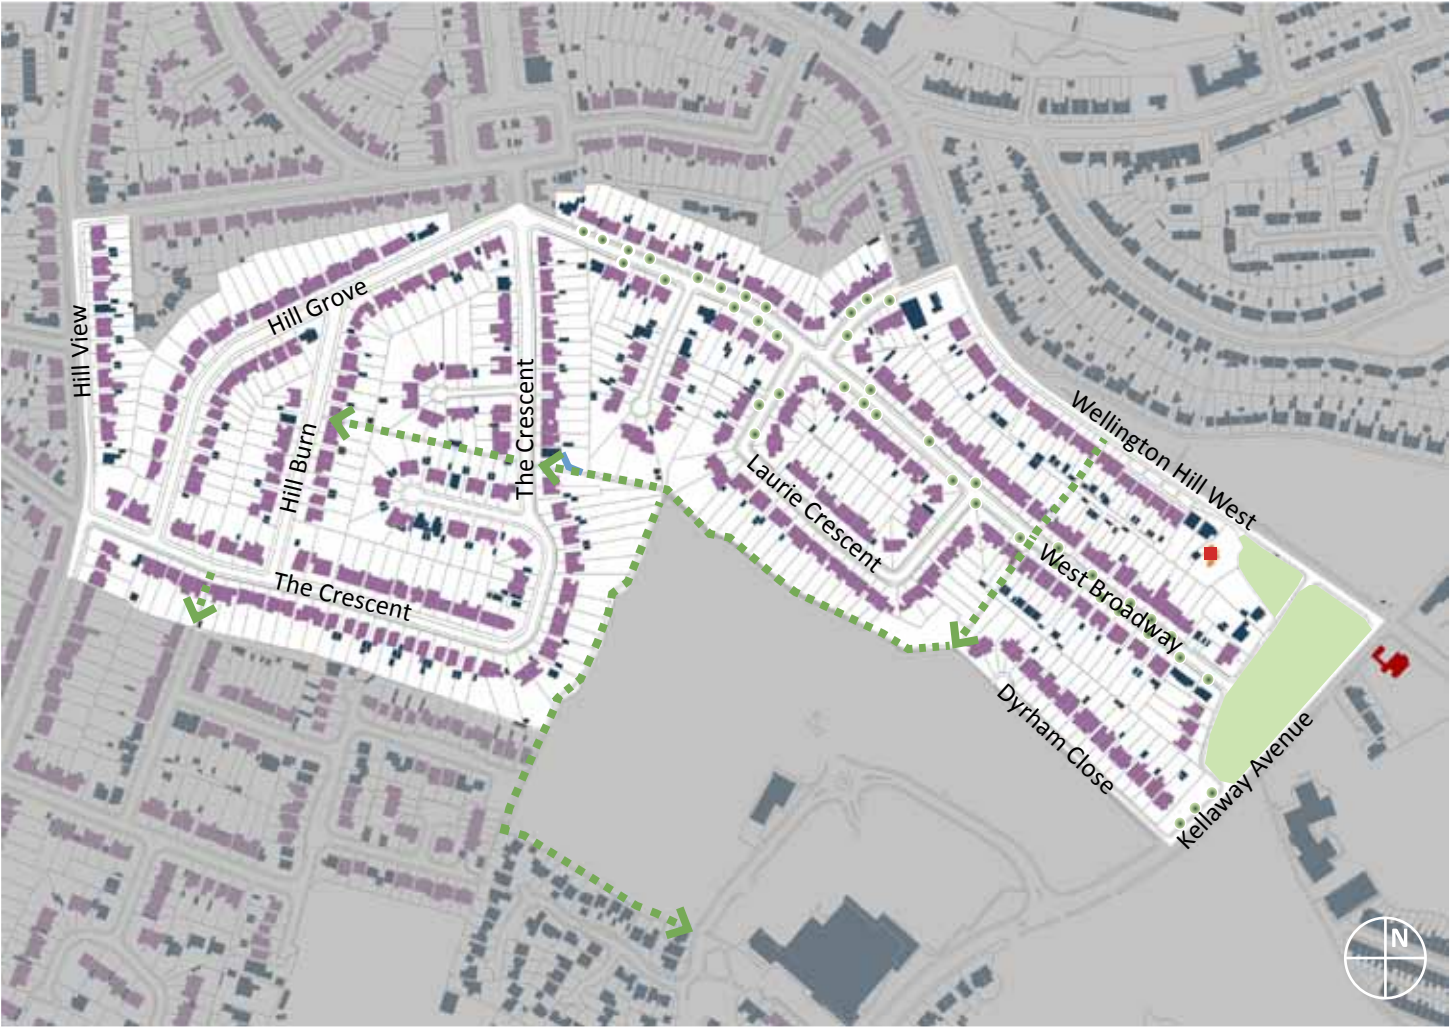 Hill View
Hill Grove
Hill Burn
The Crescent
The Crescent
Laurie Crescent
Wellington Hill West
West Broadway
Dyrham Close
Kellaway Avenue
N